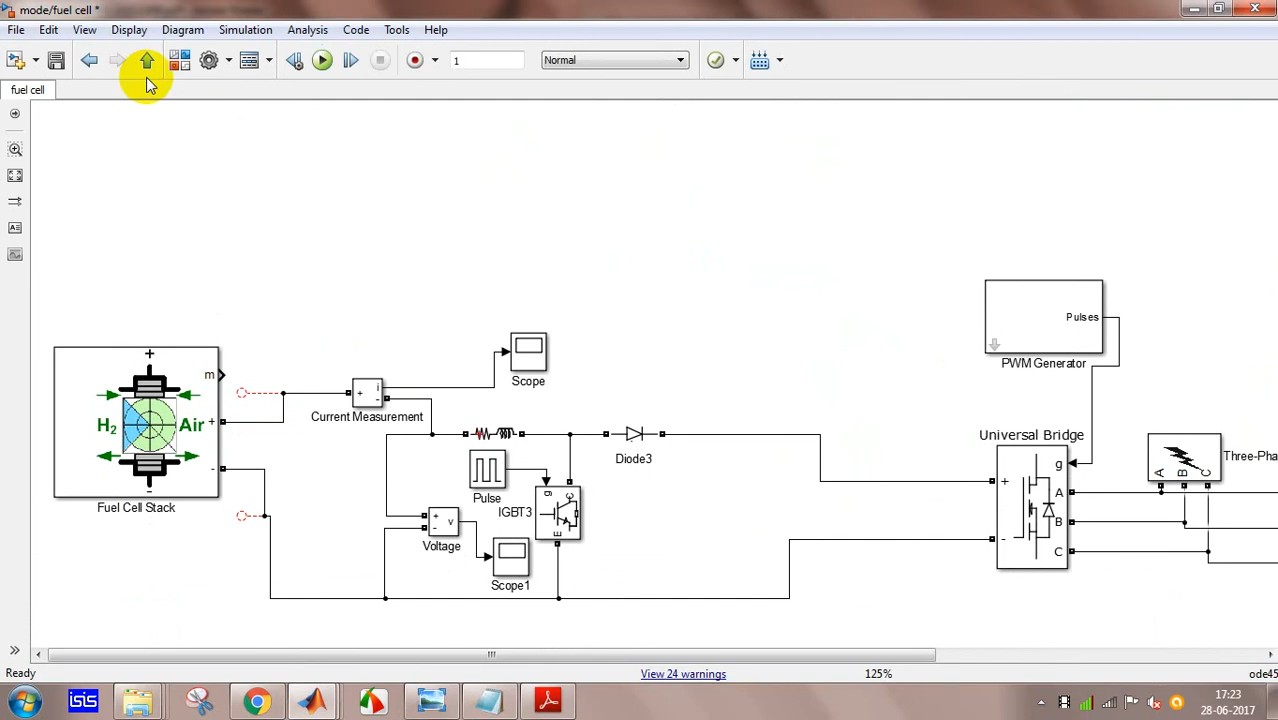 mode/fuel cell *
File Edit View Display Diagram Simulation Analysis Code Tools Help
1
Normal
fuel cell
Pulses
PWM Generator
+
m
H2 Air
+
-
-
Fuel Cell Stack
Scope
+ i
-
Current Measurement
Diode3
Pulse
g C
E
IGBT3
+ v
-
Voltage
Scope1
Universal Bridge
g
+
A
B
-
C
A B C
Three-Pha
Ready
View 24 warnings
125%
ode45
isis
17:23
28-06-2017